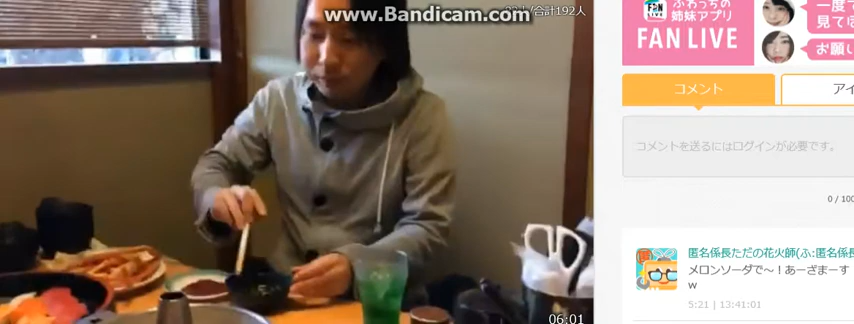 www.Bandicam.com
/合計192人
06:01
ふわっちの
姉妹アプリ
FAN
LIVE
FAN LIVE
一度
見て
お願い
コメント
アイ
コメントを送るにはログインが必要です。
0 / 100
匿名係長ただの花火師(ふ:匿名係長
メロンソーダで〜！あーざまーす
w
5:21 | 13:41:01